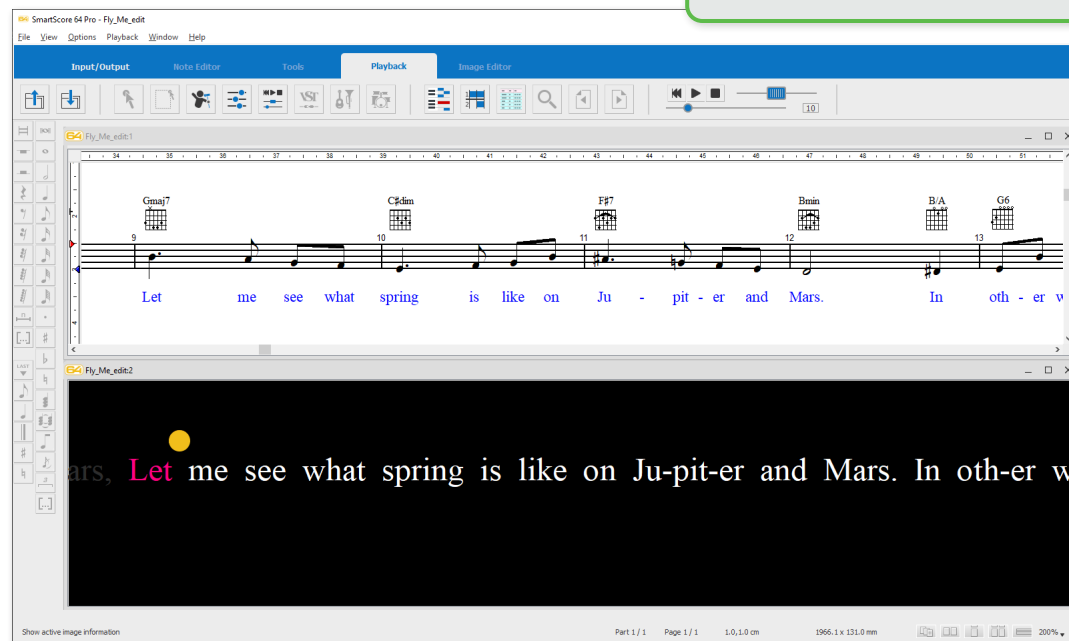 64 SmartScore 64 Pro - Fly_Me_edit
File View Options Playback Window Help
Input/Output Note Editor Tools Playback Image Editor
VST
10
64 Fly_Me_edit:1
34 35 36 37 38 39 40 41 42 43 44 45 46 47 48 49 50 51
Gmaj7 C#dim F#7 Bmin B/A G6
9 10 11 12 13
Let me see what spring is like on Ju - pit - er and Mars. In oth - er w
LAST
64 Fly_Me_edit:2
ars, Let me see what spring is like on Ju-pit-er and Mars. In oth-er w
Show active image information Part 1 / 1 Page 1 / 1 1.0,1.0 cm 1966.1 x 131.0 mm 200%